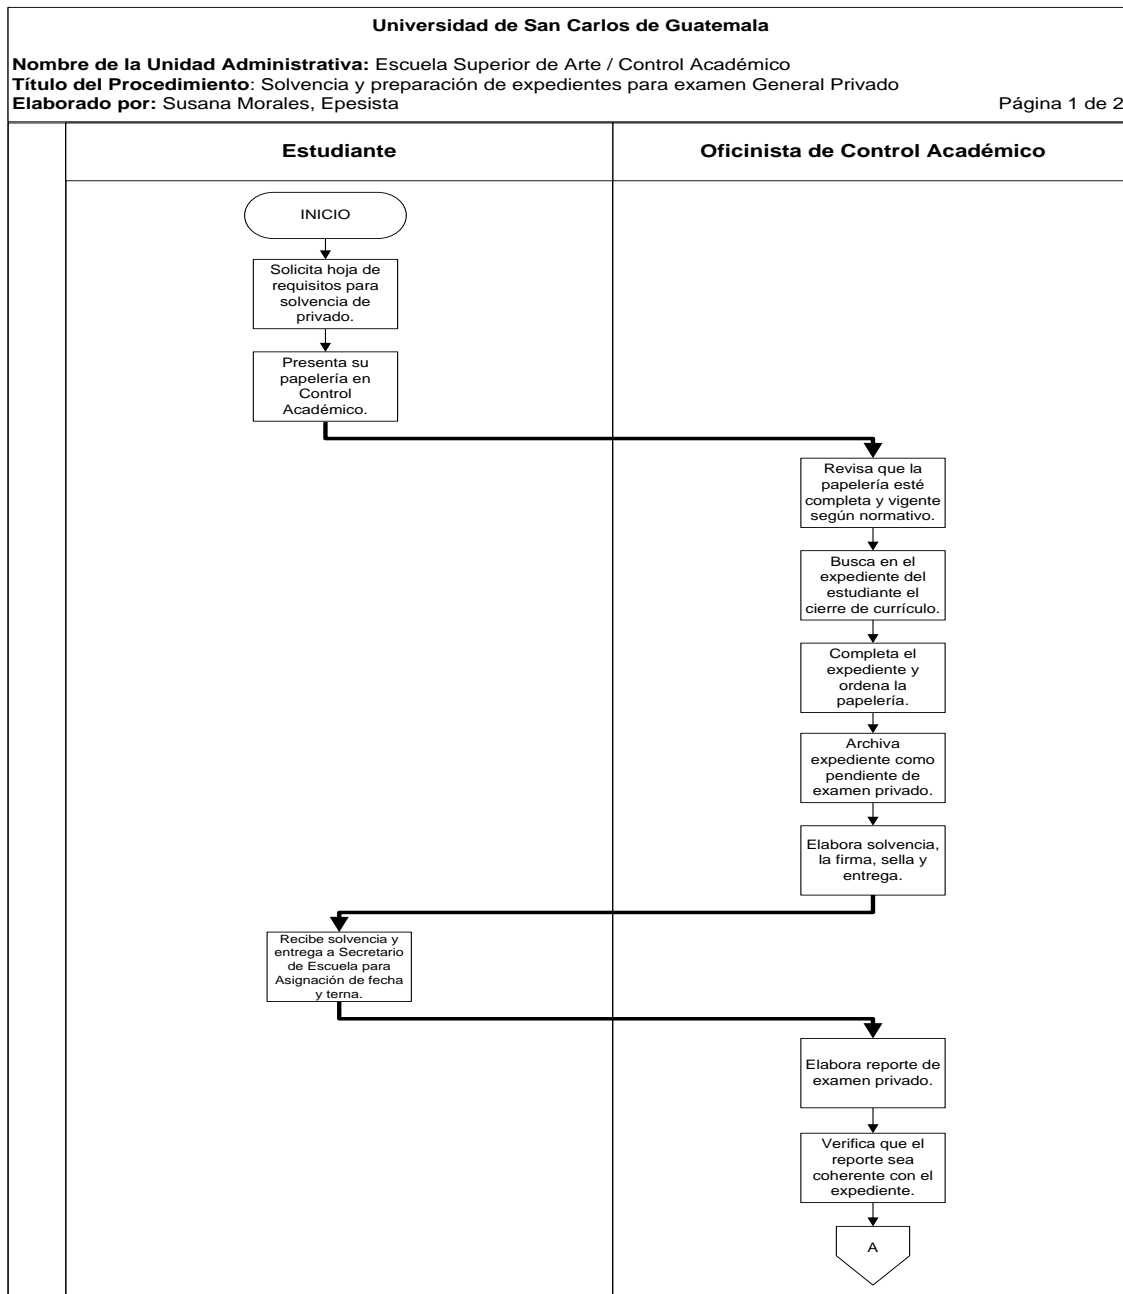 Universidad de San Carlos de Guatemala
Nombre de la Unidad Administrativa: Escuela Superior de Arte / Control Académico
Título del Procedimiento: Solvencia y preparación de expedientes para examen General Privado
Elaborado por: Susana Morales, Epesista
Página 1 de 2
Estudiante
Oficinista de Control Académico
INICIO
Solicita hoja de
requisitos para
solvencia de
privado.
Presenta su
papelería en
Control
Académico.
Revisa que la
papelería esté
completa y vigente
según normativo.
Busca en el
expediente del
estudiante el
cierre de currículo.
Completa el
expediente y
ordena la
papelería.
Archiva
expediente como
pendiente de
examen privado.
Elabora solvencia,
la firma, sella y
entrega.
Recibe solvencia y
entrega a Secretario
de Escuela para
Asignación de fecha
y terna.
Elabora reporte de
examen privado.
Verifica que el
reporte sea
coherente con el
expediente.
A